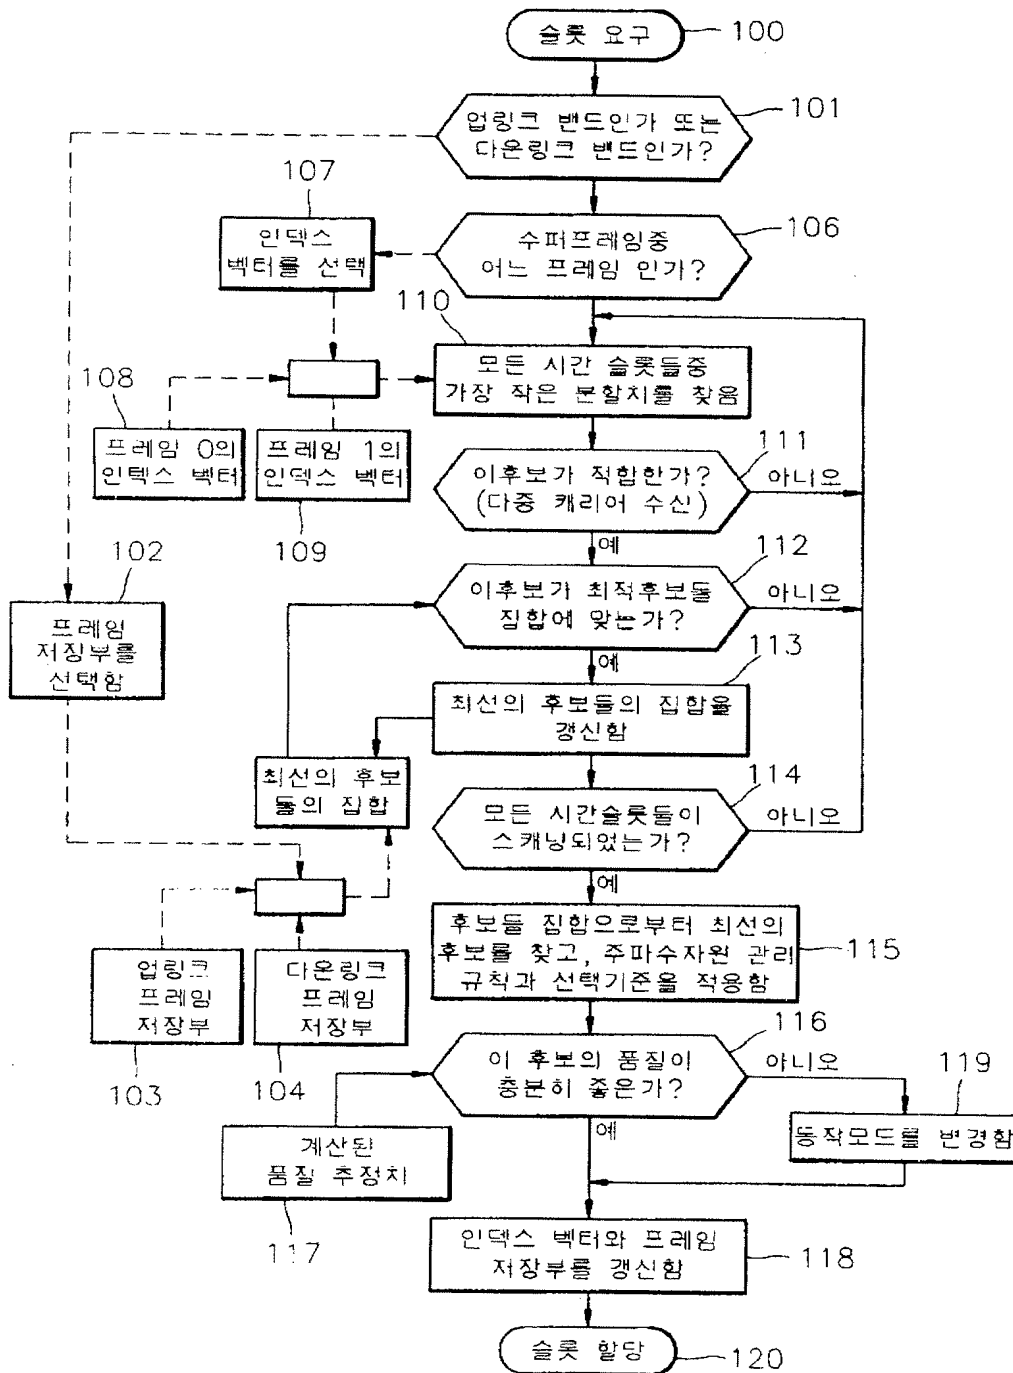 슬롯 요구
100
업링크 밴드인가 또는
다운링크 밴드인가?
101
107
인덱스
벡터를 선택
수퍼프레임중
어느 프레임 인가?
106
110
모든 시간 슬롯들중
가장 작은 분할치를 찾음
108
프레임 0의
인텍스 벡터
프레임 1의
인덱스 벡터
109
이후보가 적합한가?
(다중 캐리어 수신)
111
아니오
예
102
프레임
저장부를
선택함
이후보가 최적후보들
집합에 맞는가?
112
아니오
예
113
최선의 후보들의 집합을
갱신함
최선의 후보
들의 집합
114
모든 시간슬롯들이
스캐닝되었는가?
아니오
예
후보들 집합으로부터 최선의
후보를 찾고, 주파수자원 관리
규칙과 선택기준을 적용함
115
업링크
프레임
저장부
103
다운링크
프레임
저장부
104
이 후보의 품질이
충분히 좋은가?
116
아니오
예
119
동작모드를 변경함
계산된
품질 추정치
117
인덱스 벡터와 프레임
저장부를 갱신함
118
슬롯 할당
120